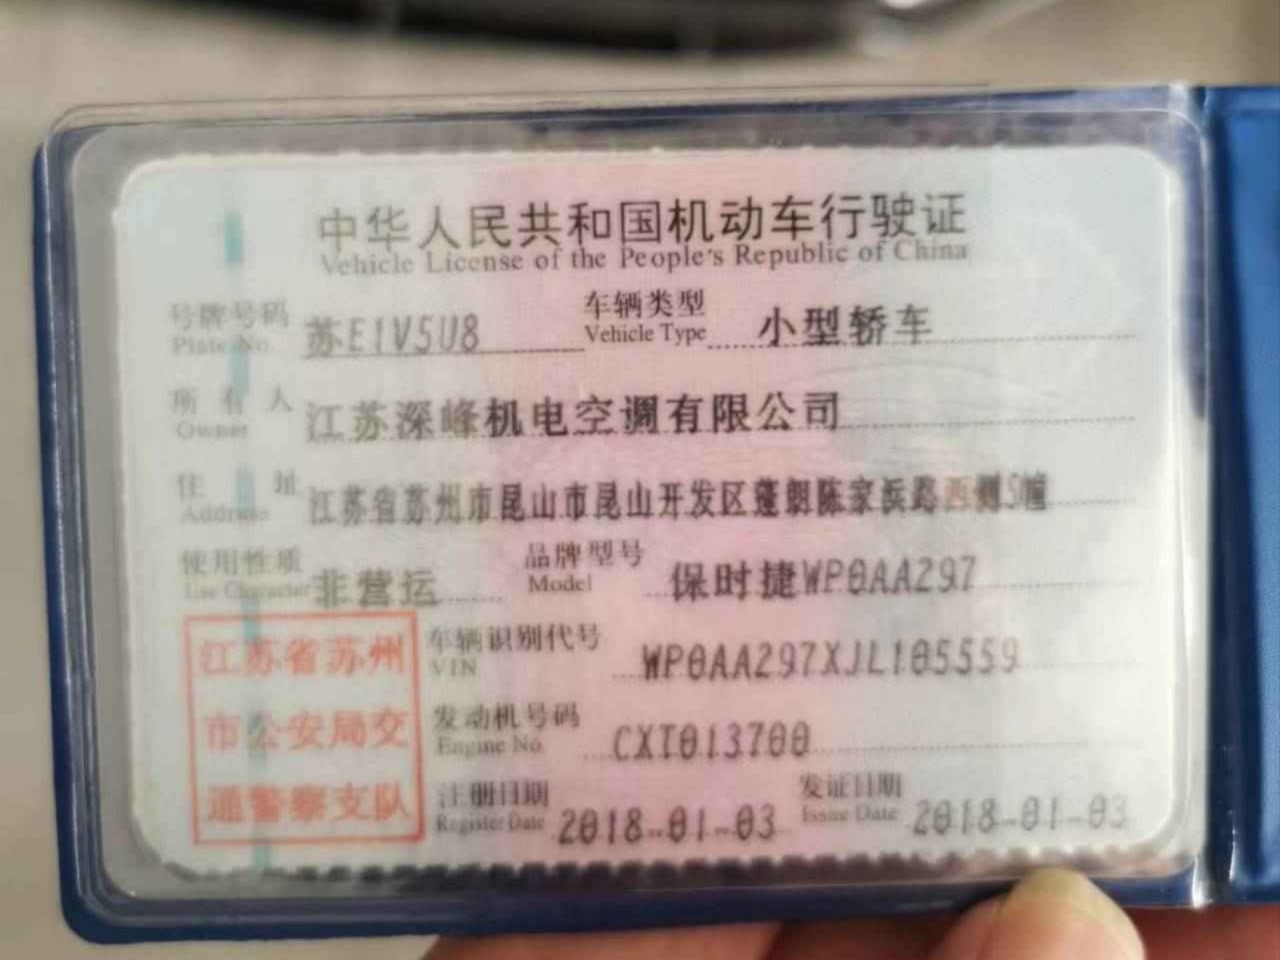 中华人民共和国机动车行驶证
Vehicle License of the People's Republic of China
号牌号码 苏E1V5U8 车辆类型 小型轿车
Plate No. Vehicle Type
所有人 江苏深峰机电空调有限公司
Owner
住址 江苏省苏州市昆山市昆山开发区蓬朗陈家浜路西侧5幢
Address
使用性质 非营运 品牌型号 保时捷WP0AA297
Use Character Model
江苏省苏州
市公安局交
通警察支队
车辆识别代号 WP0AA297XJL105559
VIN
发动机号码 CXT013700
Engine No.
注册日期 2018-01-03 发证日期 2018-01-03
Register Date Issue Date